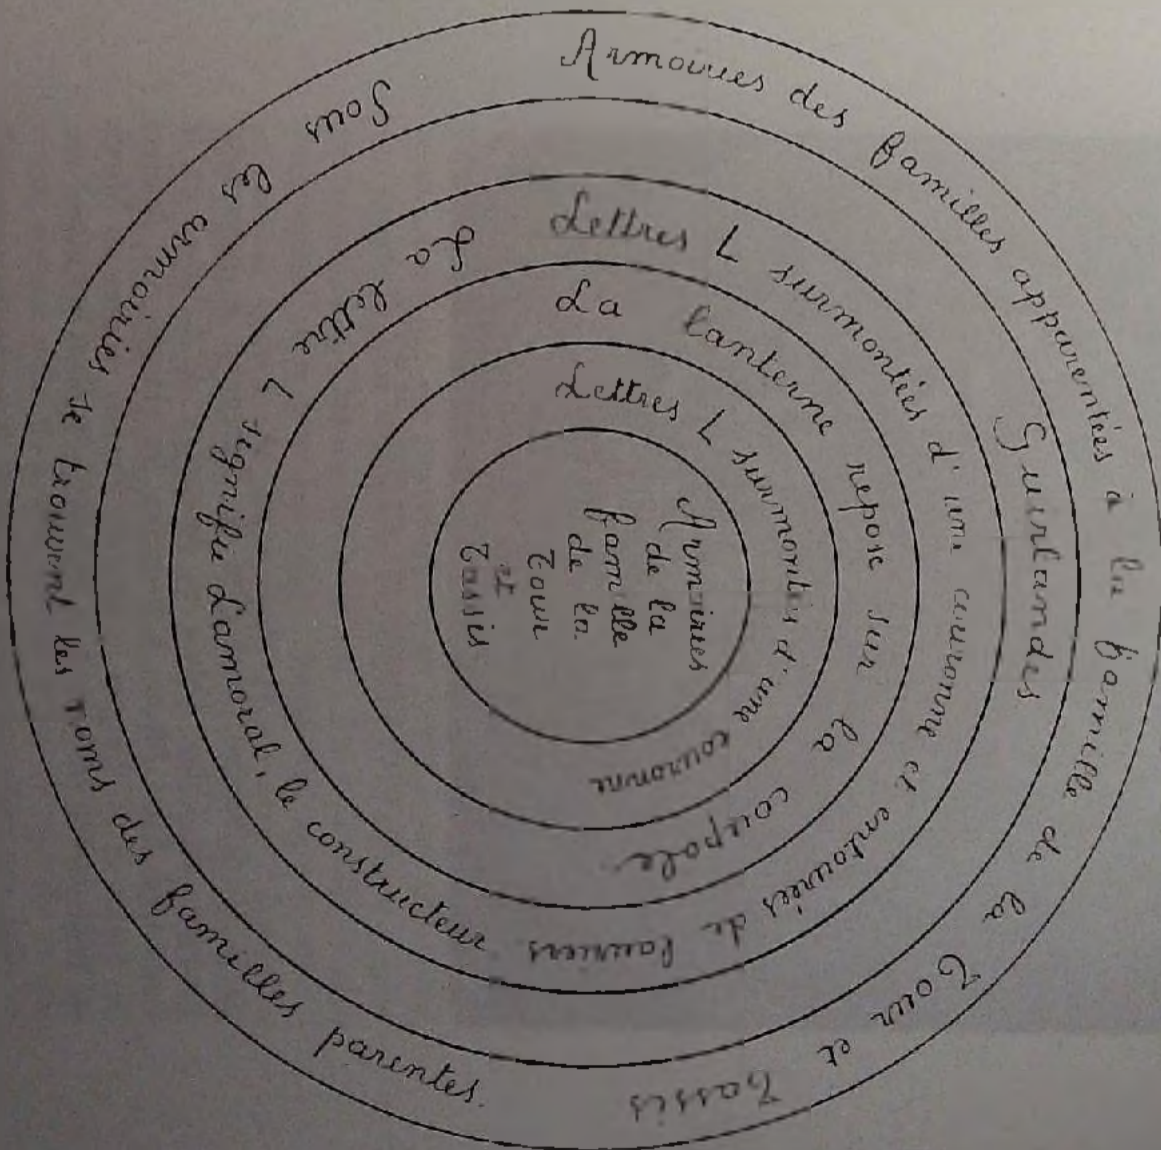 Armoiries des familles apparentées à la famille de la Tour et Tassis
Sous les armoiries se trouvent les noms des familles parentes.
Guirlandes
Lettres L surmontées d'une couronne et entourées de lauriers.
La lettre L signifie Lamoral, le constructeur
La lanterne repose sur la coupole.
Lettres L surmontées d'une couronne
Armoiries
de la
famille
de la
Tour
et
Tassis